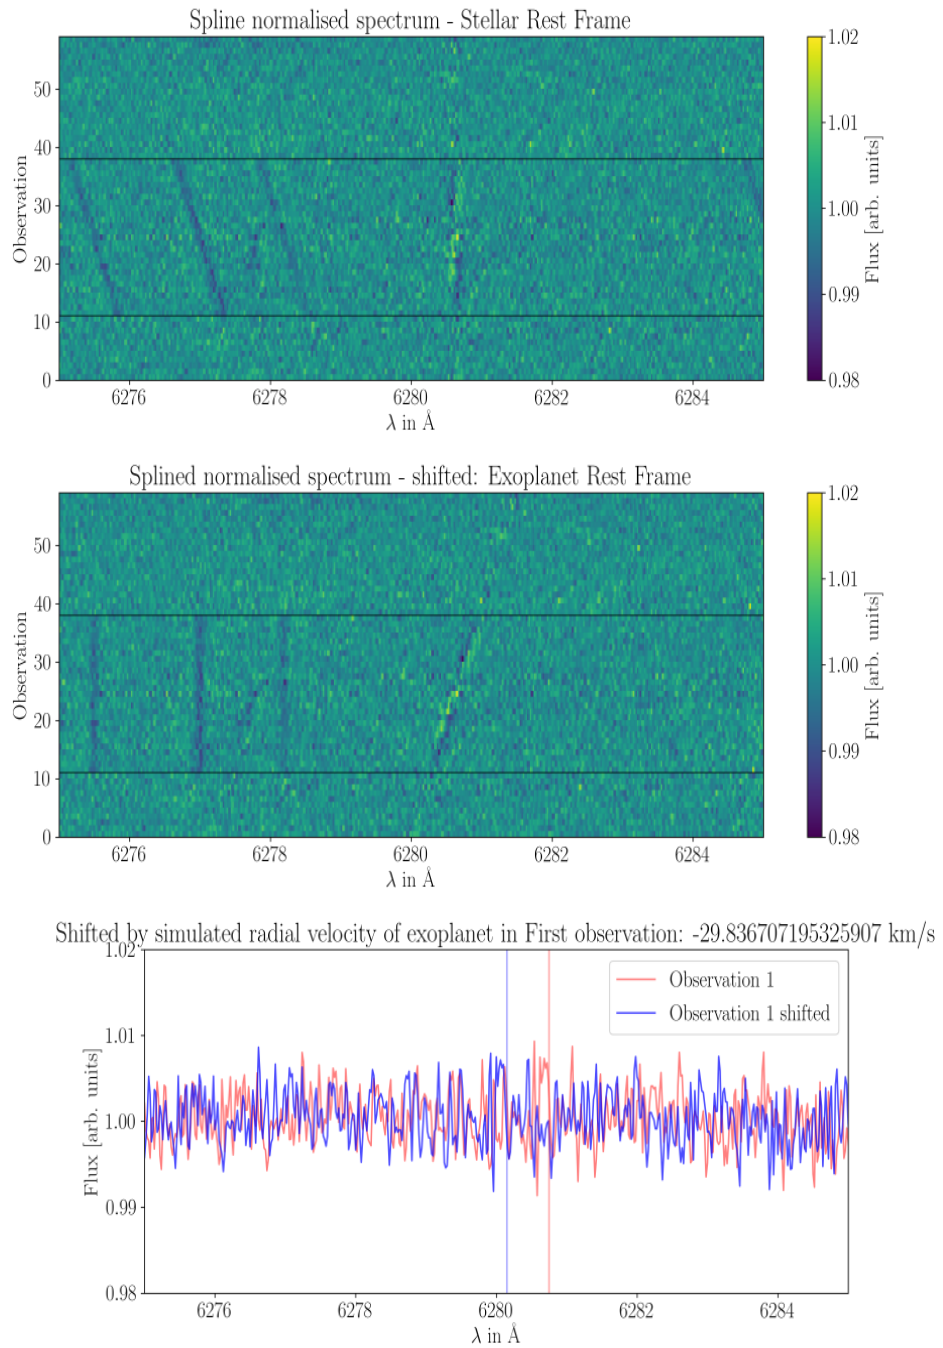 Spline normalised spectrum - Stellar Rest Frame
Observation
50
40
30
20
10
0
6276 6278 6280 6282 6284
λ in Å
1.02
1.01
1.00
0.99
0.98
Flux [arb. units]
Splined normalised spectrum - shifted: Exoplanet Rest Frame
Observation
50
40
30
20
10
0
6276 6278 6280 6282 6284
λ in Å
1.02
1.01
1.00
0.99
0.98
Flux [arb. units]
Shifted by simulated radial velocity of exoplanet in First observation: -29.836707195325907 km/s
Flux [arb. units]
1.02
1.01
1.00
0.99
0.98
Observation 1
Observation 1 shifted
6276 6278 6280 6282 6284
λ in Å